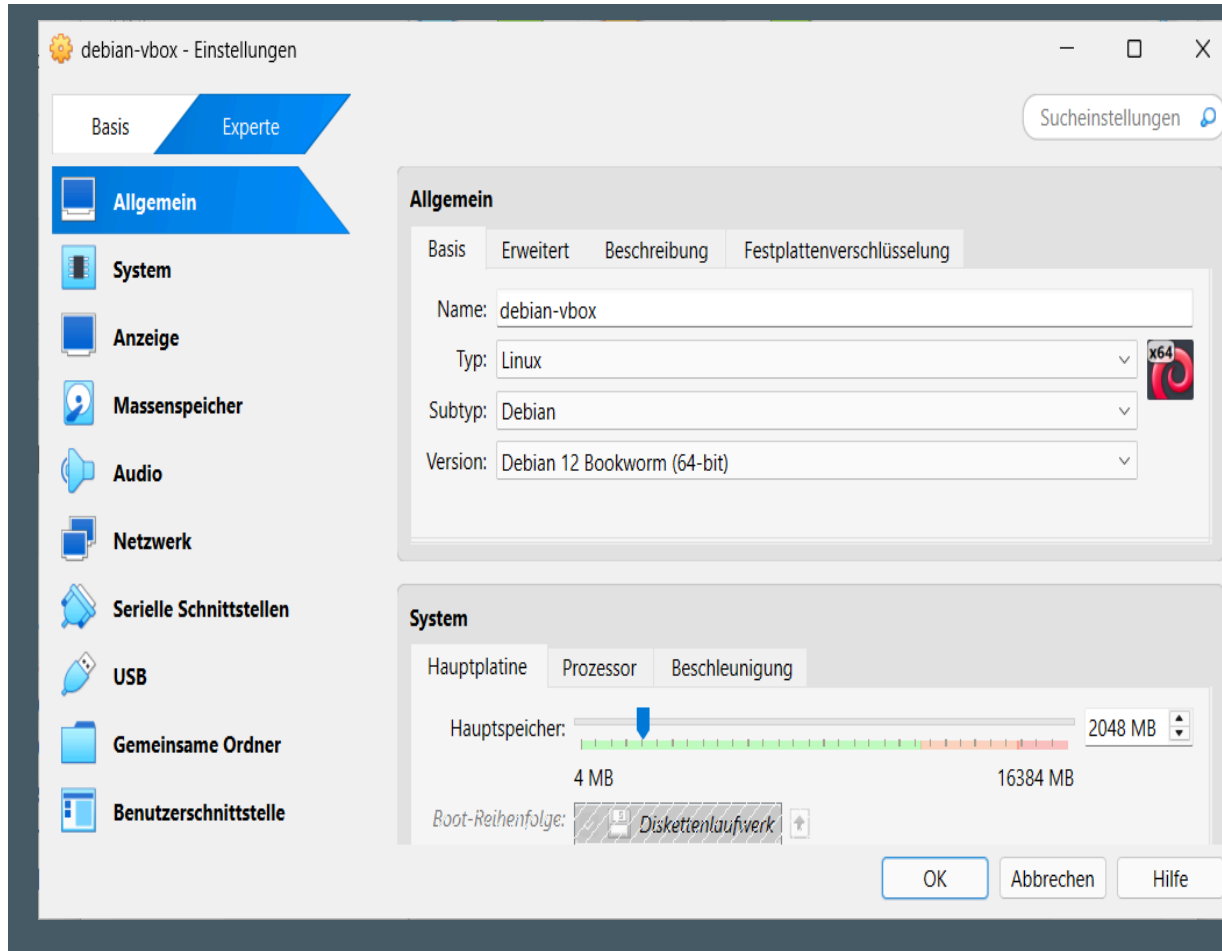 debian-vbox - Einstellungen
Basis Experte Sucheinstellungen
Allgemein
System
Anzeige
Massenspeicher
Audio
Netzwerk
Serielle Schnittstellen
USB
Gemeinsame Ordner
Benutzerschnittstelle
Allgemein
Basis Erweitert Beschreibung Festplattenverschlüsselung
Name: debian-vbox
Typ: Linux
x64
Subtyp: Debian
Version: Debian 12 Bookworm (64-bit)
System
Hauptplatine Prozessor Beschleunigung
Hauptspeicher: 2048 MB
4 MB 16384 MB
Boot-Reihenfolge: Diskettenlaufwerk
OK Abbrechen Hilfe